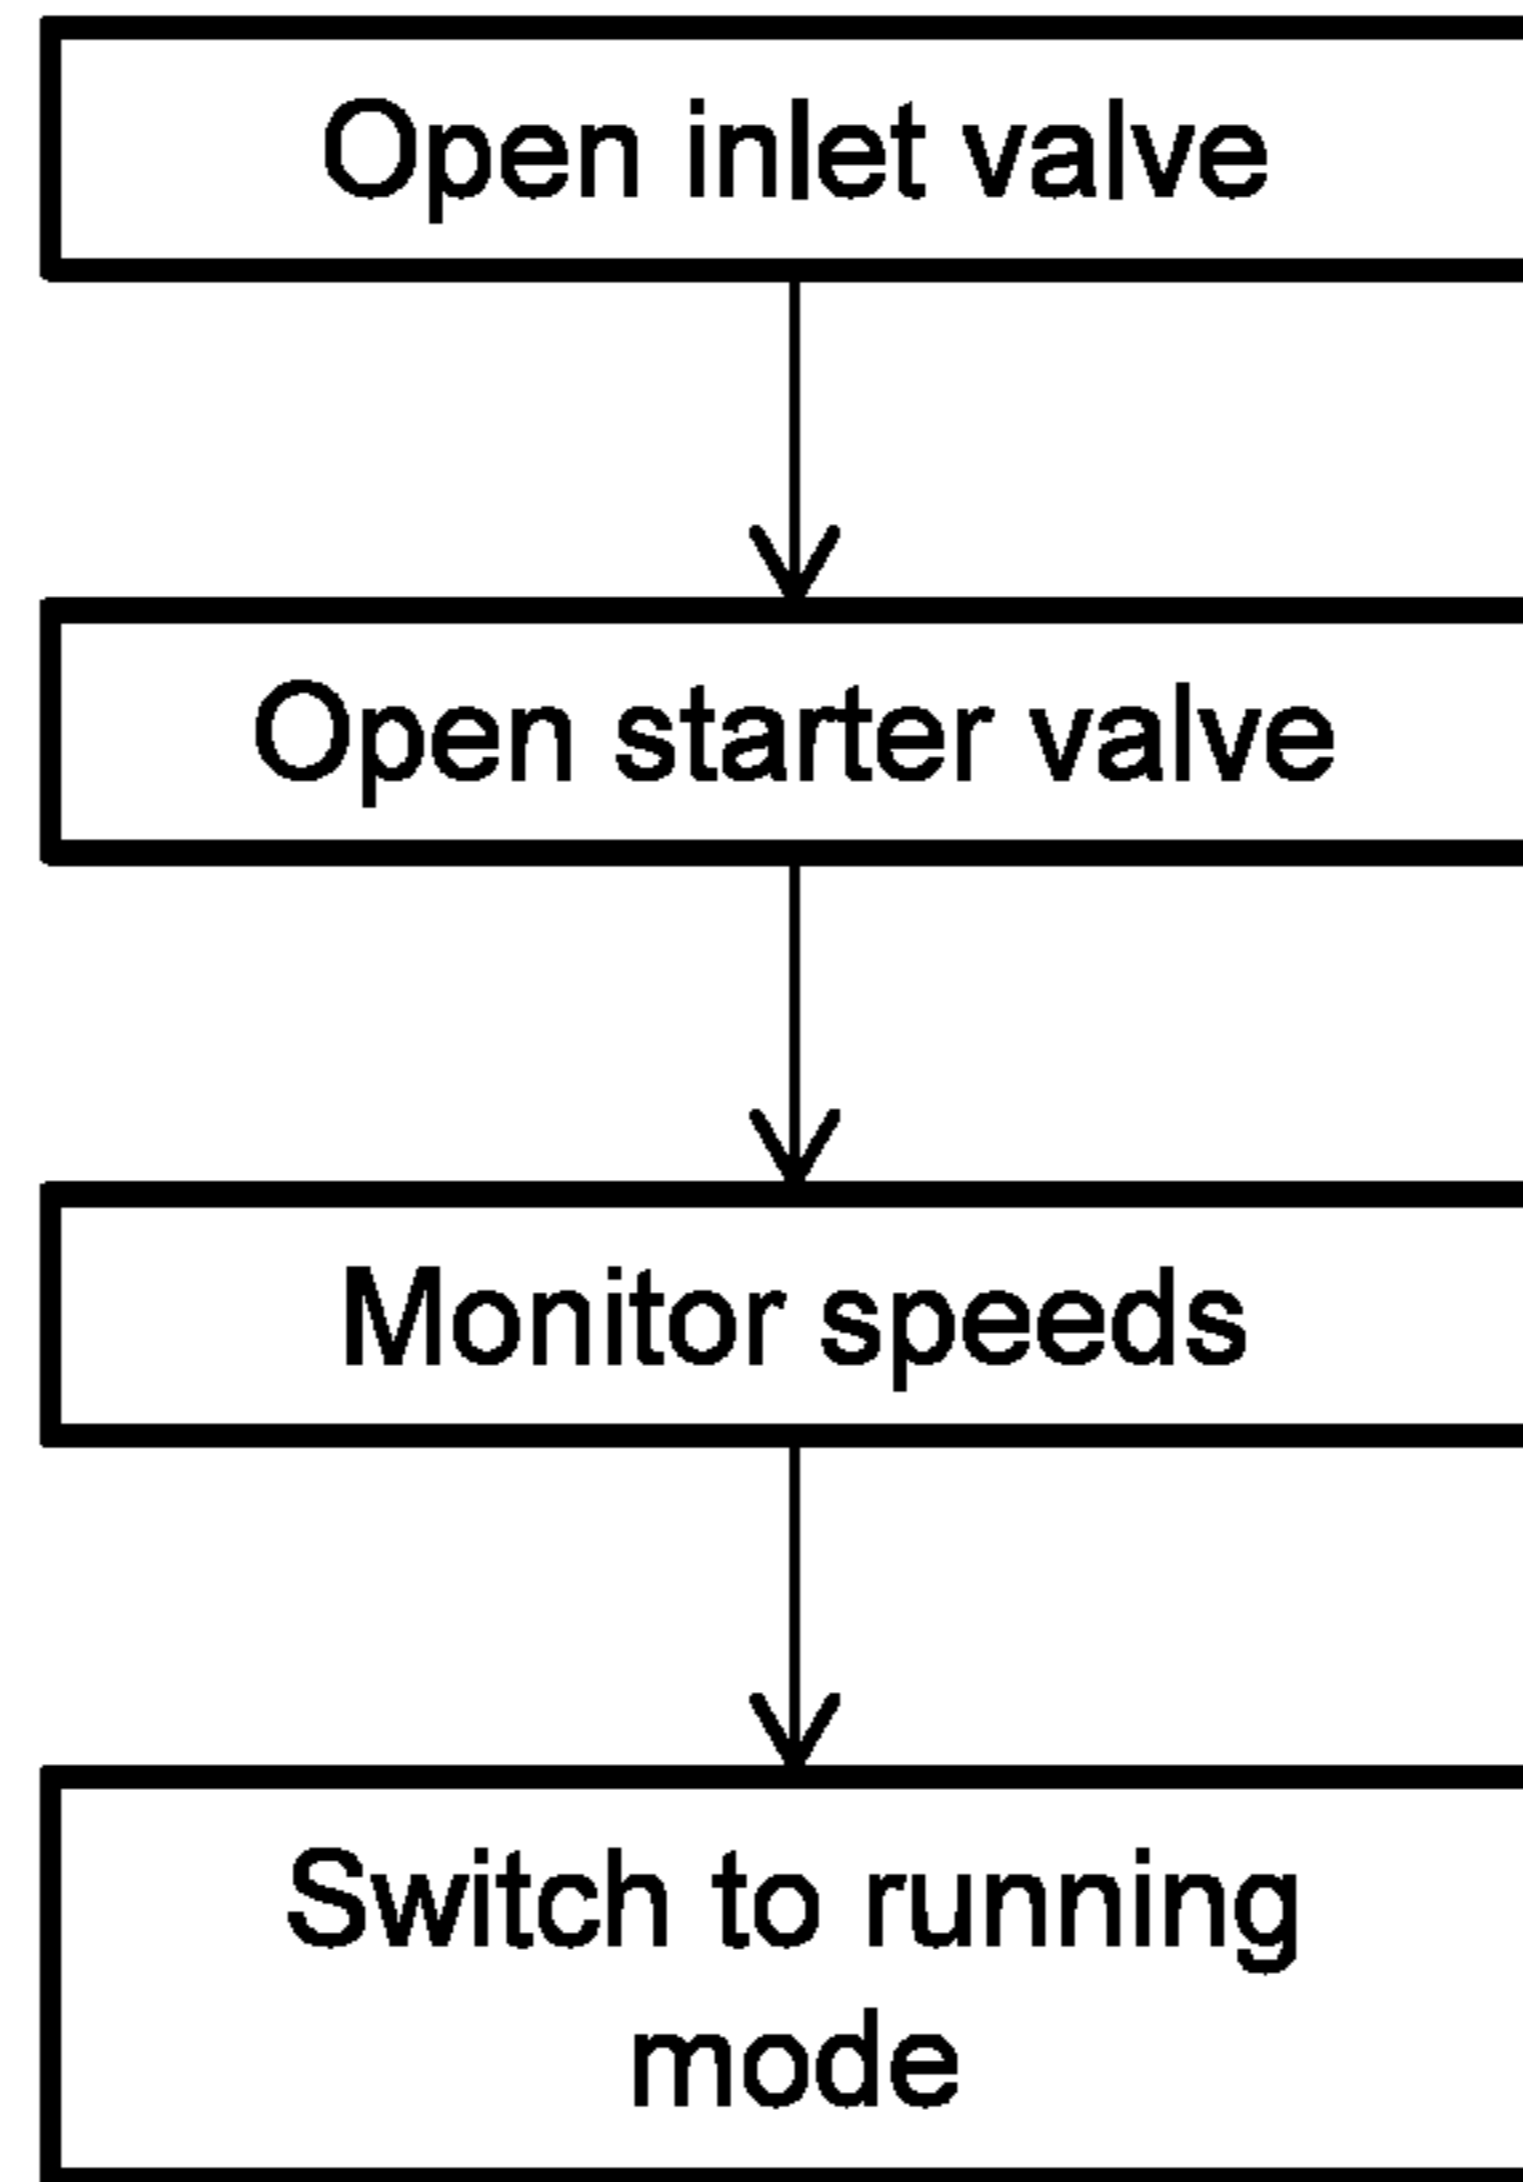 Open inlet valve
Open starter valve
Monitor speeds
Switch to running
mode